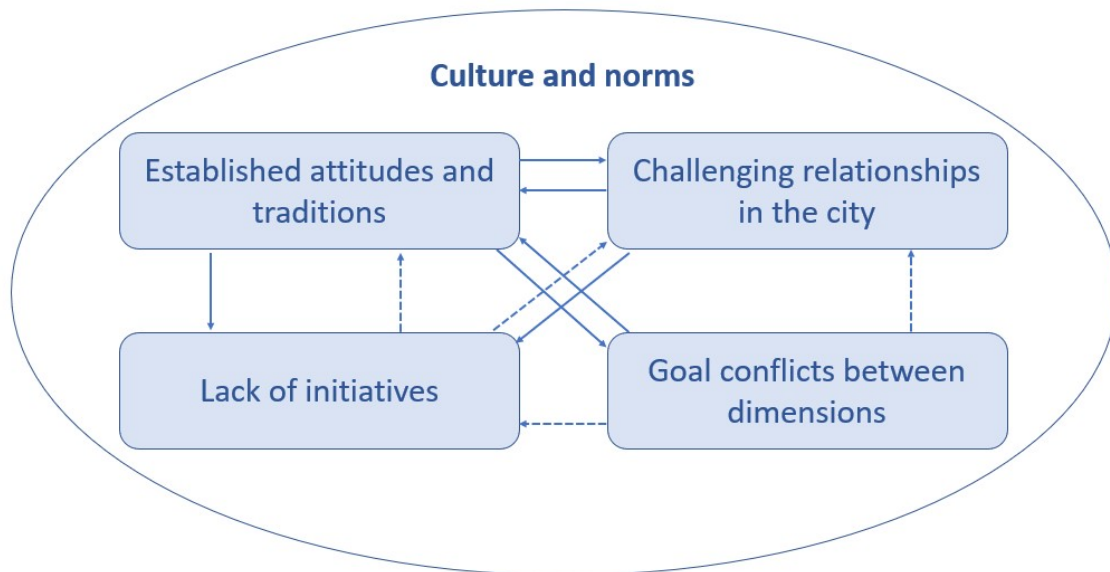 Culture and norms
Established attitudes and
traditions
Challenging relationships
in the city
Lack of initiatives
Goal conflicts between
dimensions